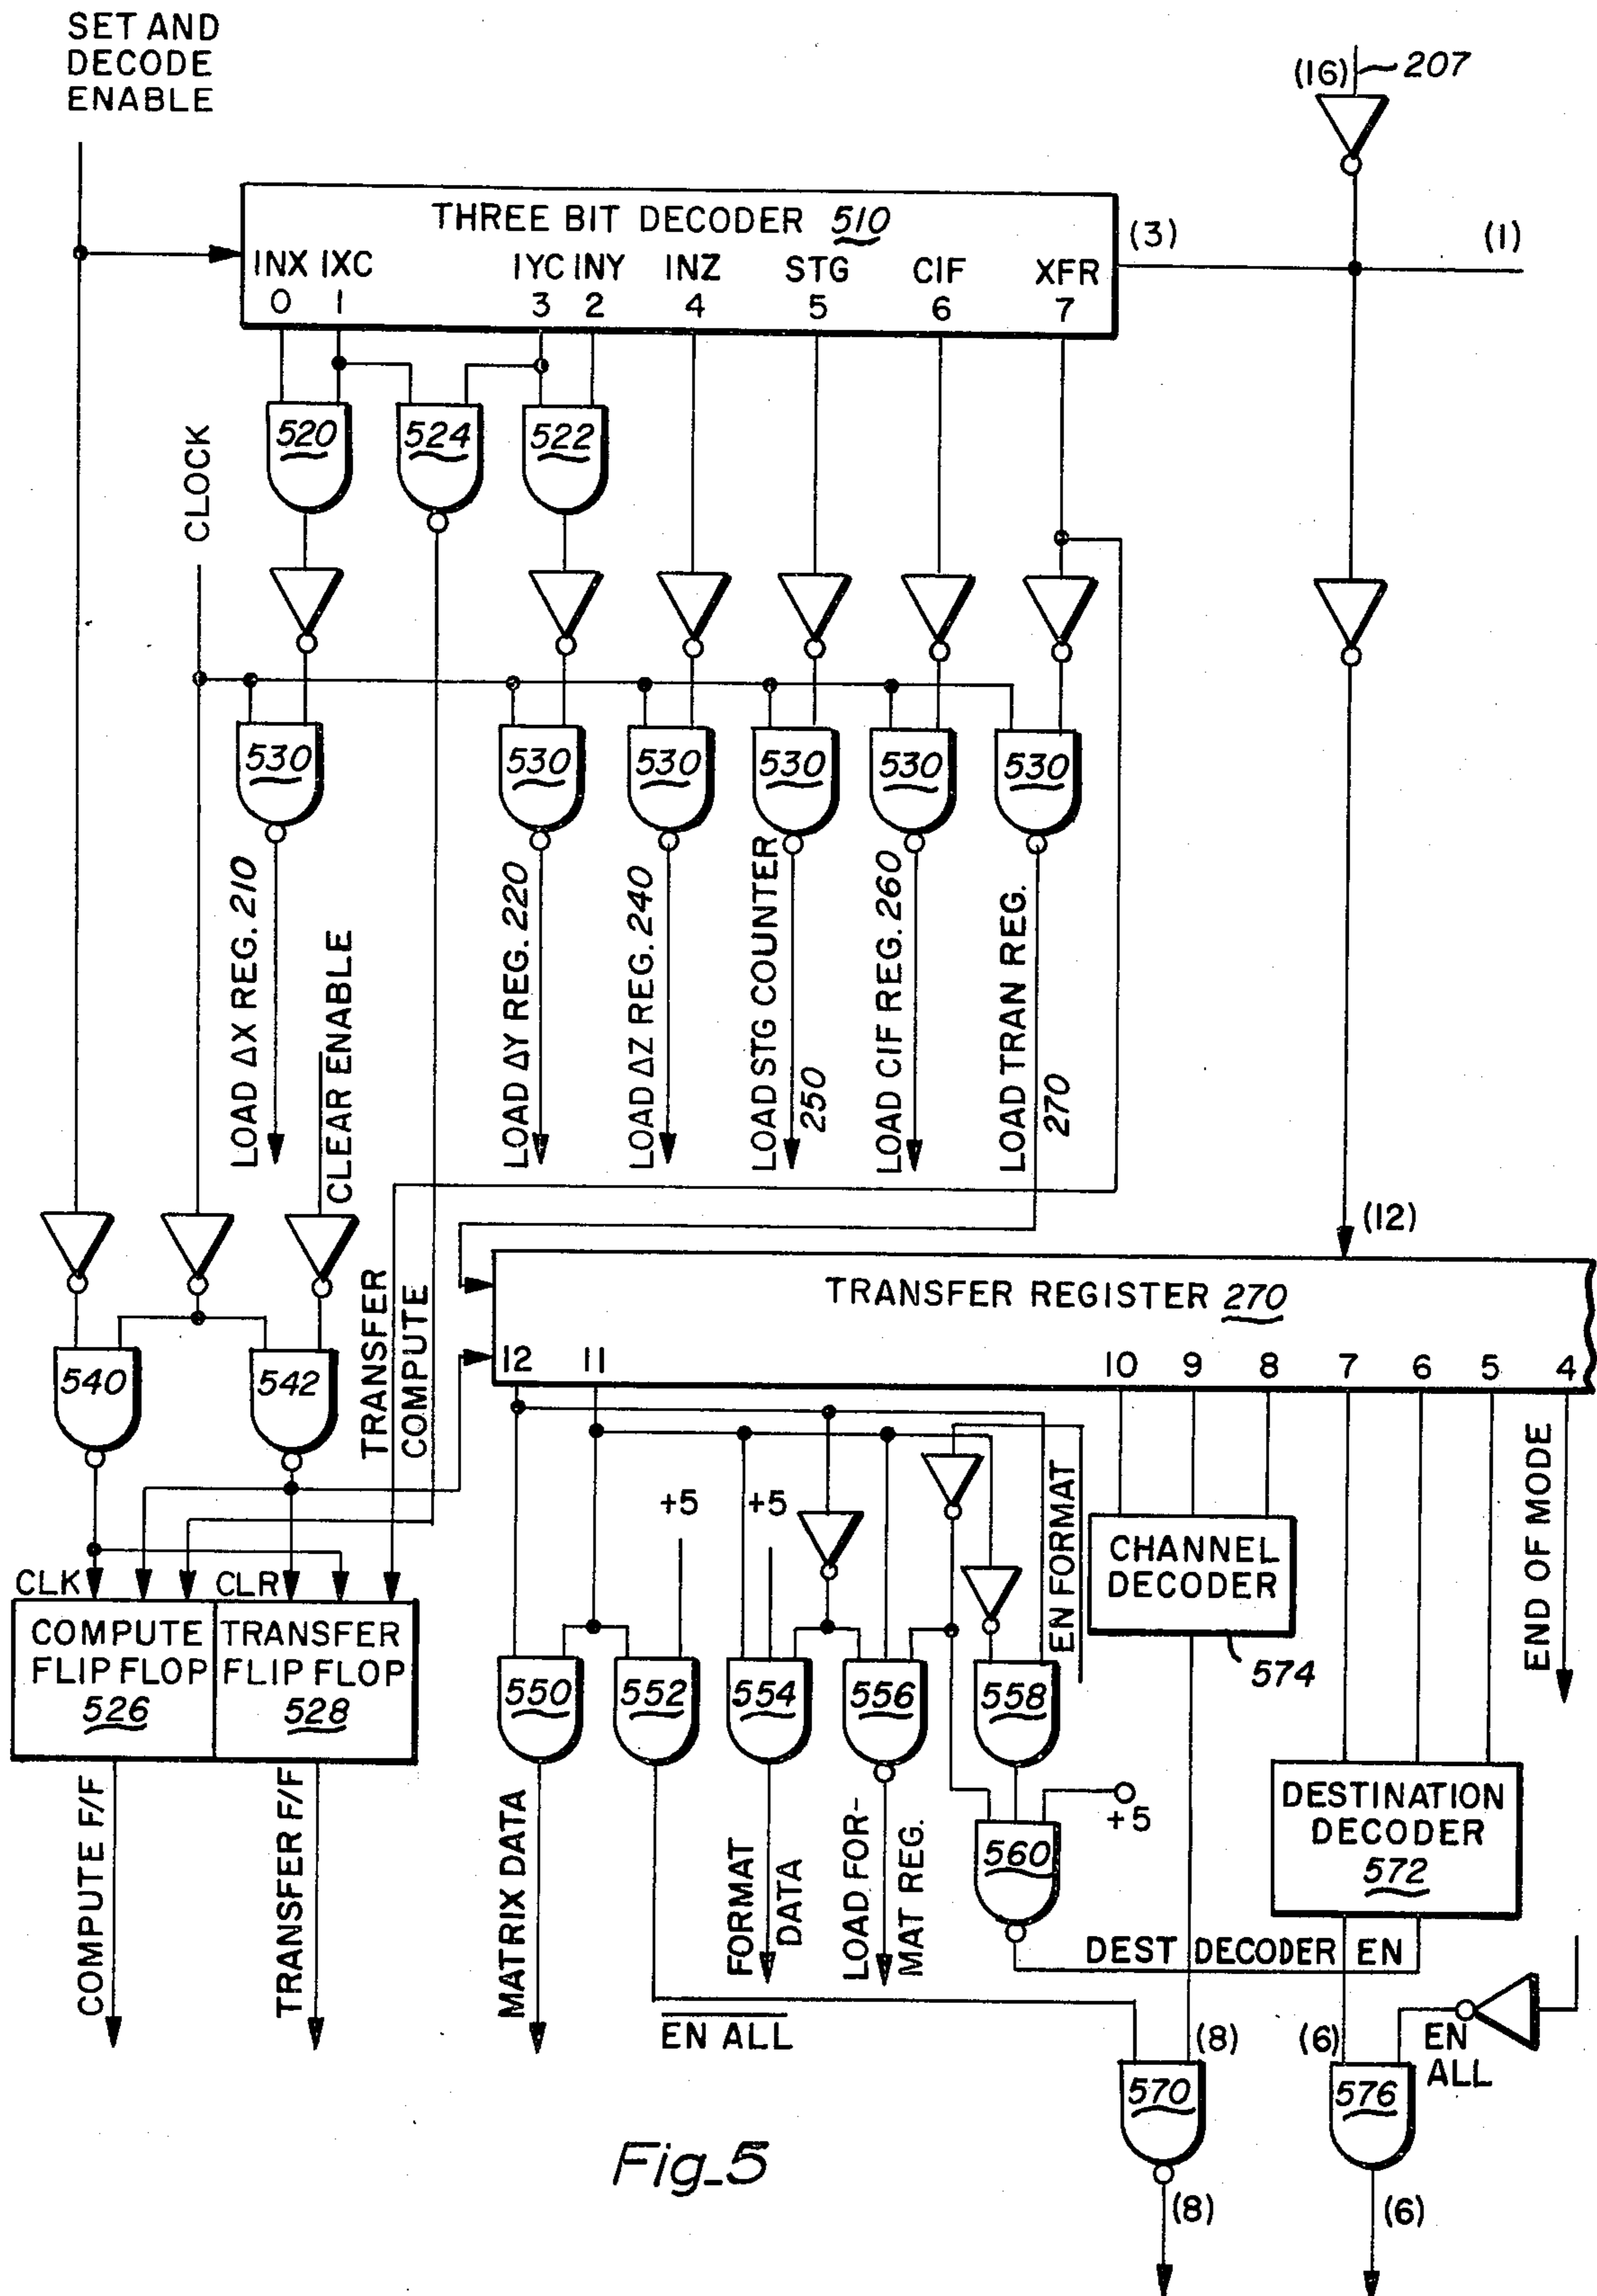 SET AND
DECODE
ENABLE
(16) 207
THREE BIT DECODER 510
(3) (1)
INX IXC IYC INY INZ STG CIF XFR
0 1 3 2 4 5 6 7
520 524 522
CLOCK
530 530 530 530 530 530
LOAD ΔX REG. 210
CLEAR ENABLE
LOAD ΔY REG. 220
LOAD ΔZ REG. 240
LOAD STG COUNTER
250
LOAD CIF REG. 260
LOAD TRAN REG.
270
(12)
TRANSFER REGISTER 270
12 11 10 9 8 7 6 5 4
540 542
TRANSFER
COMPUTE
+5 +5
EN FORMAT
CHANNEL
DECODER
574
END OF MODE
CLK CLR
COMPUTE
FLIP FLOP
526
TRANSFER
FLIP FLOP
528
550 552 554 556 558
+5
560
DESTINATION
DECODER
572
COMPUTE F/F
TRANSFER F/F
MATRIX DATA
FORMAT
DATA
LOAD FOR-
MAT REG.
DEST DECODER EN
EN ALL
(8) (6)
EN
ALL
570 576
(8) (6)
Fig_5